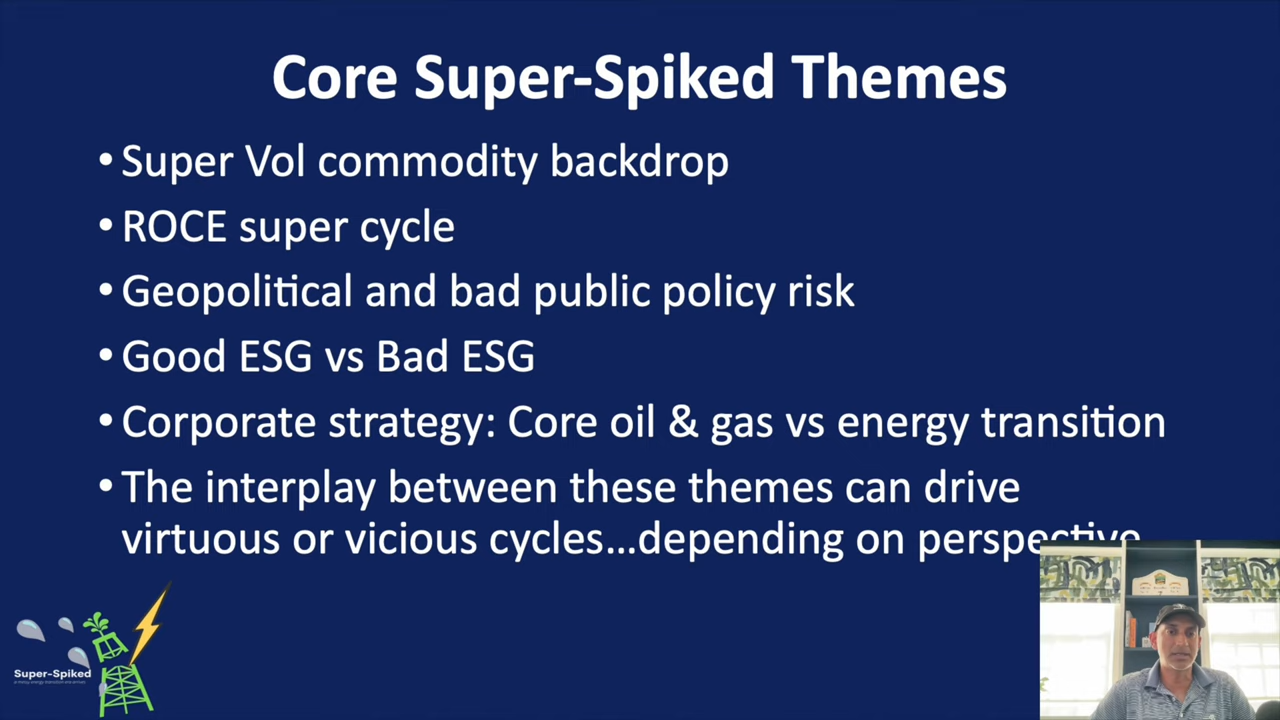 Core Super-Spiked Themes
• Super Vol commodity backdrop
• ROCE super cycle
• Geopolitical and bad public policy risk
• Good ESG vs Bad ESG
• Corporate strategy: Core oil & gas vs energy transition
• The interplay between these themes can drive
virtuous or vicious cycles...depending on perspective
Super-Spiked